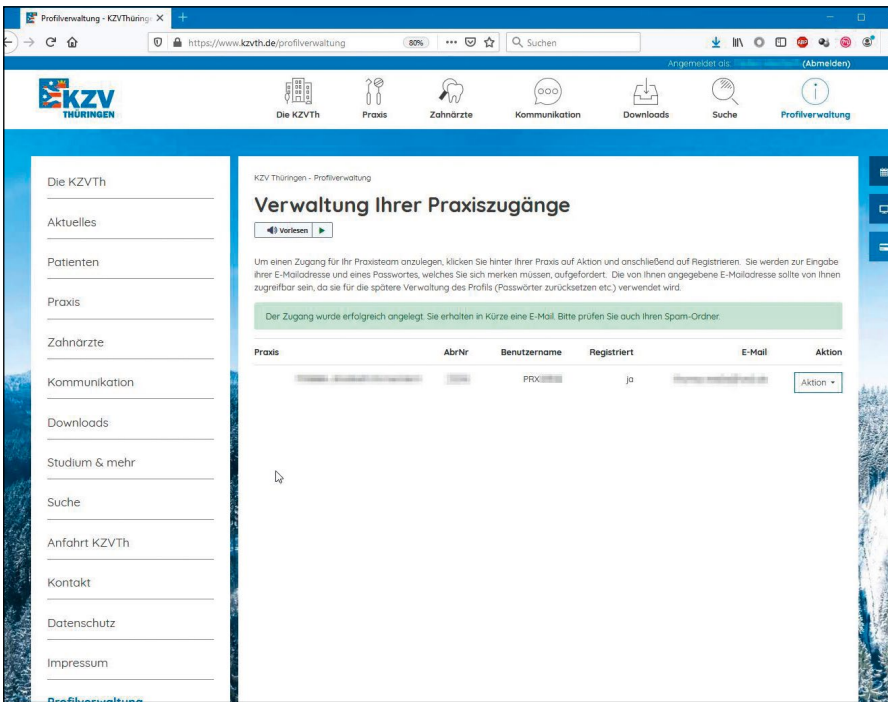 Profilverwaltung - KZVThüring
https://www.kzvth.de/profilverwaltung
80%
Suchen
Angemeldet als:
(Abmelden)
KZV
THÜRINGEN
Die KZVTh
Praxis
Zahnärzte
Kommunikation
Downloads
Suche
Profilverwaltung
Die KZVTh
Aktuelles
Patienten
Praxis
Zahnärzte
Kommunikation
Downloads
Studium & mehr
Suche
Anfahrt KZVTh
Kontakt
Datenschutz
Impressum
Profilverwaltung
KZV Thüringen - Profilverwaltung
Verwaltung Ihrer Praxiszugänge
Vorlesen
Um einen Zugang für Ihr Praxisteam anzulegen, klicken Sie hinter Ihrer Praxis auf Aktion und anschließend auf Registrieren. Sie werden zur Eingabe
ihrer E-Mailadresse und eines Passwortes, welches Sie sich merken müssen, aufgefordert. Die von Ihnen angegebene E-Mailadresse sollte von Ihnen
zugreifbar sein, da sie für die spätere Verwaltung des Profils (Passwörter zurücksetzen etc.) verwendet wird.
Der Zugang wurde erfolgreich angelegt. Sie erhalten in Kürze eine E-Mail. Bitte prüfen Sie auch Ihren Spam-Ordner.
Praxis AbrNr Benutzername Registriert E-Mail Aktion
PRX ja Aktion